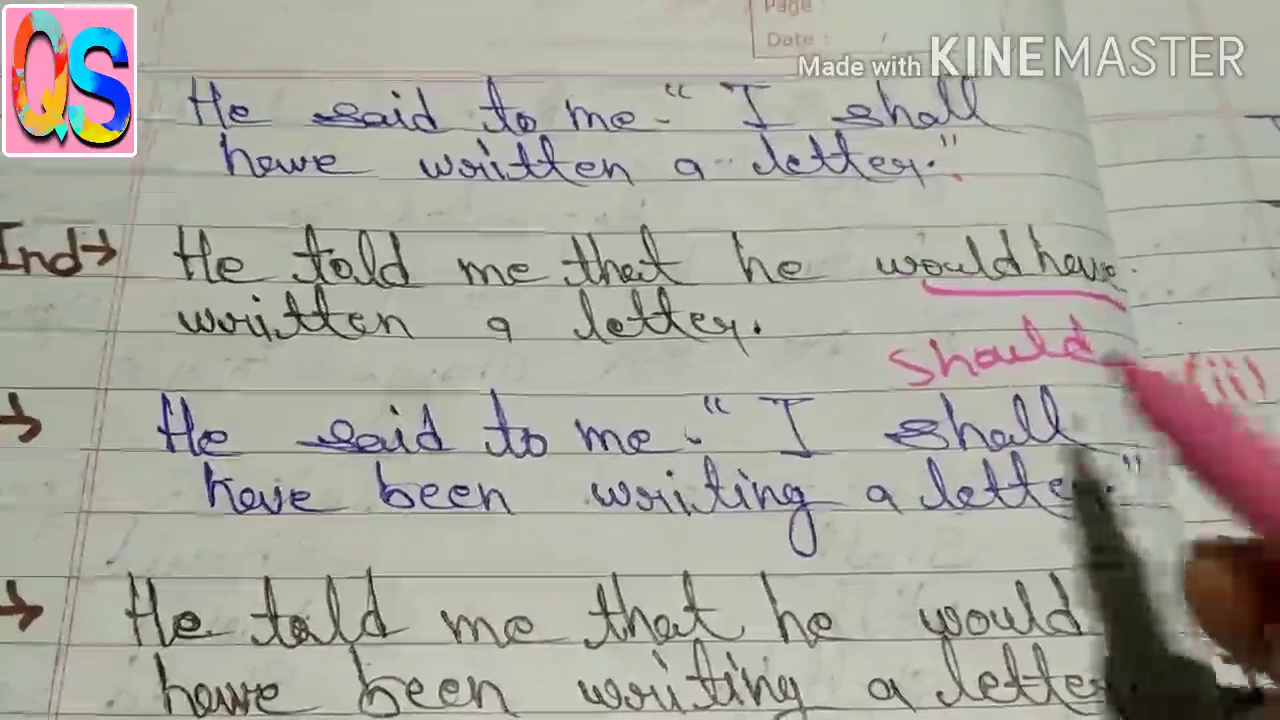 QS
Page
Date : /
Made with KINEMASTER
He said to me "I shall
have written a letter."
Ind→ He told me that he would have
written a letter.
should (ii)
→ He said to me "I shall
have been writing a letter."
→ He told me that he would
have been writing a letter